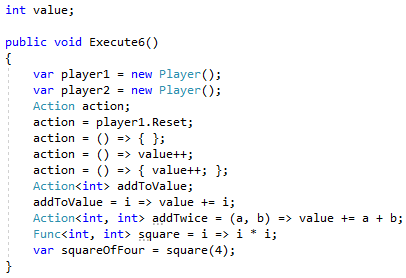 int value;
public void Execute6()
{
var player1 = new Player();
var player2 = new Player();
Action action;
action = player1.Reset;
action = () => { };
action = () => value++;
action = () => { value++; };
Action<int> addToValue;
addToValue = i => value += i;
Action<int, int> addTwice = (a, b) => value += a + b;
Func<int, int> square = i => i * i;
var squareOfFour = square(4);
}